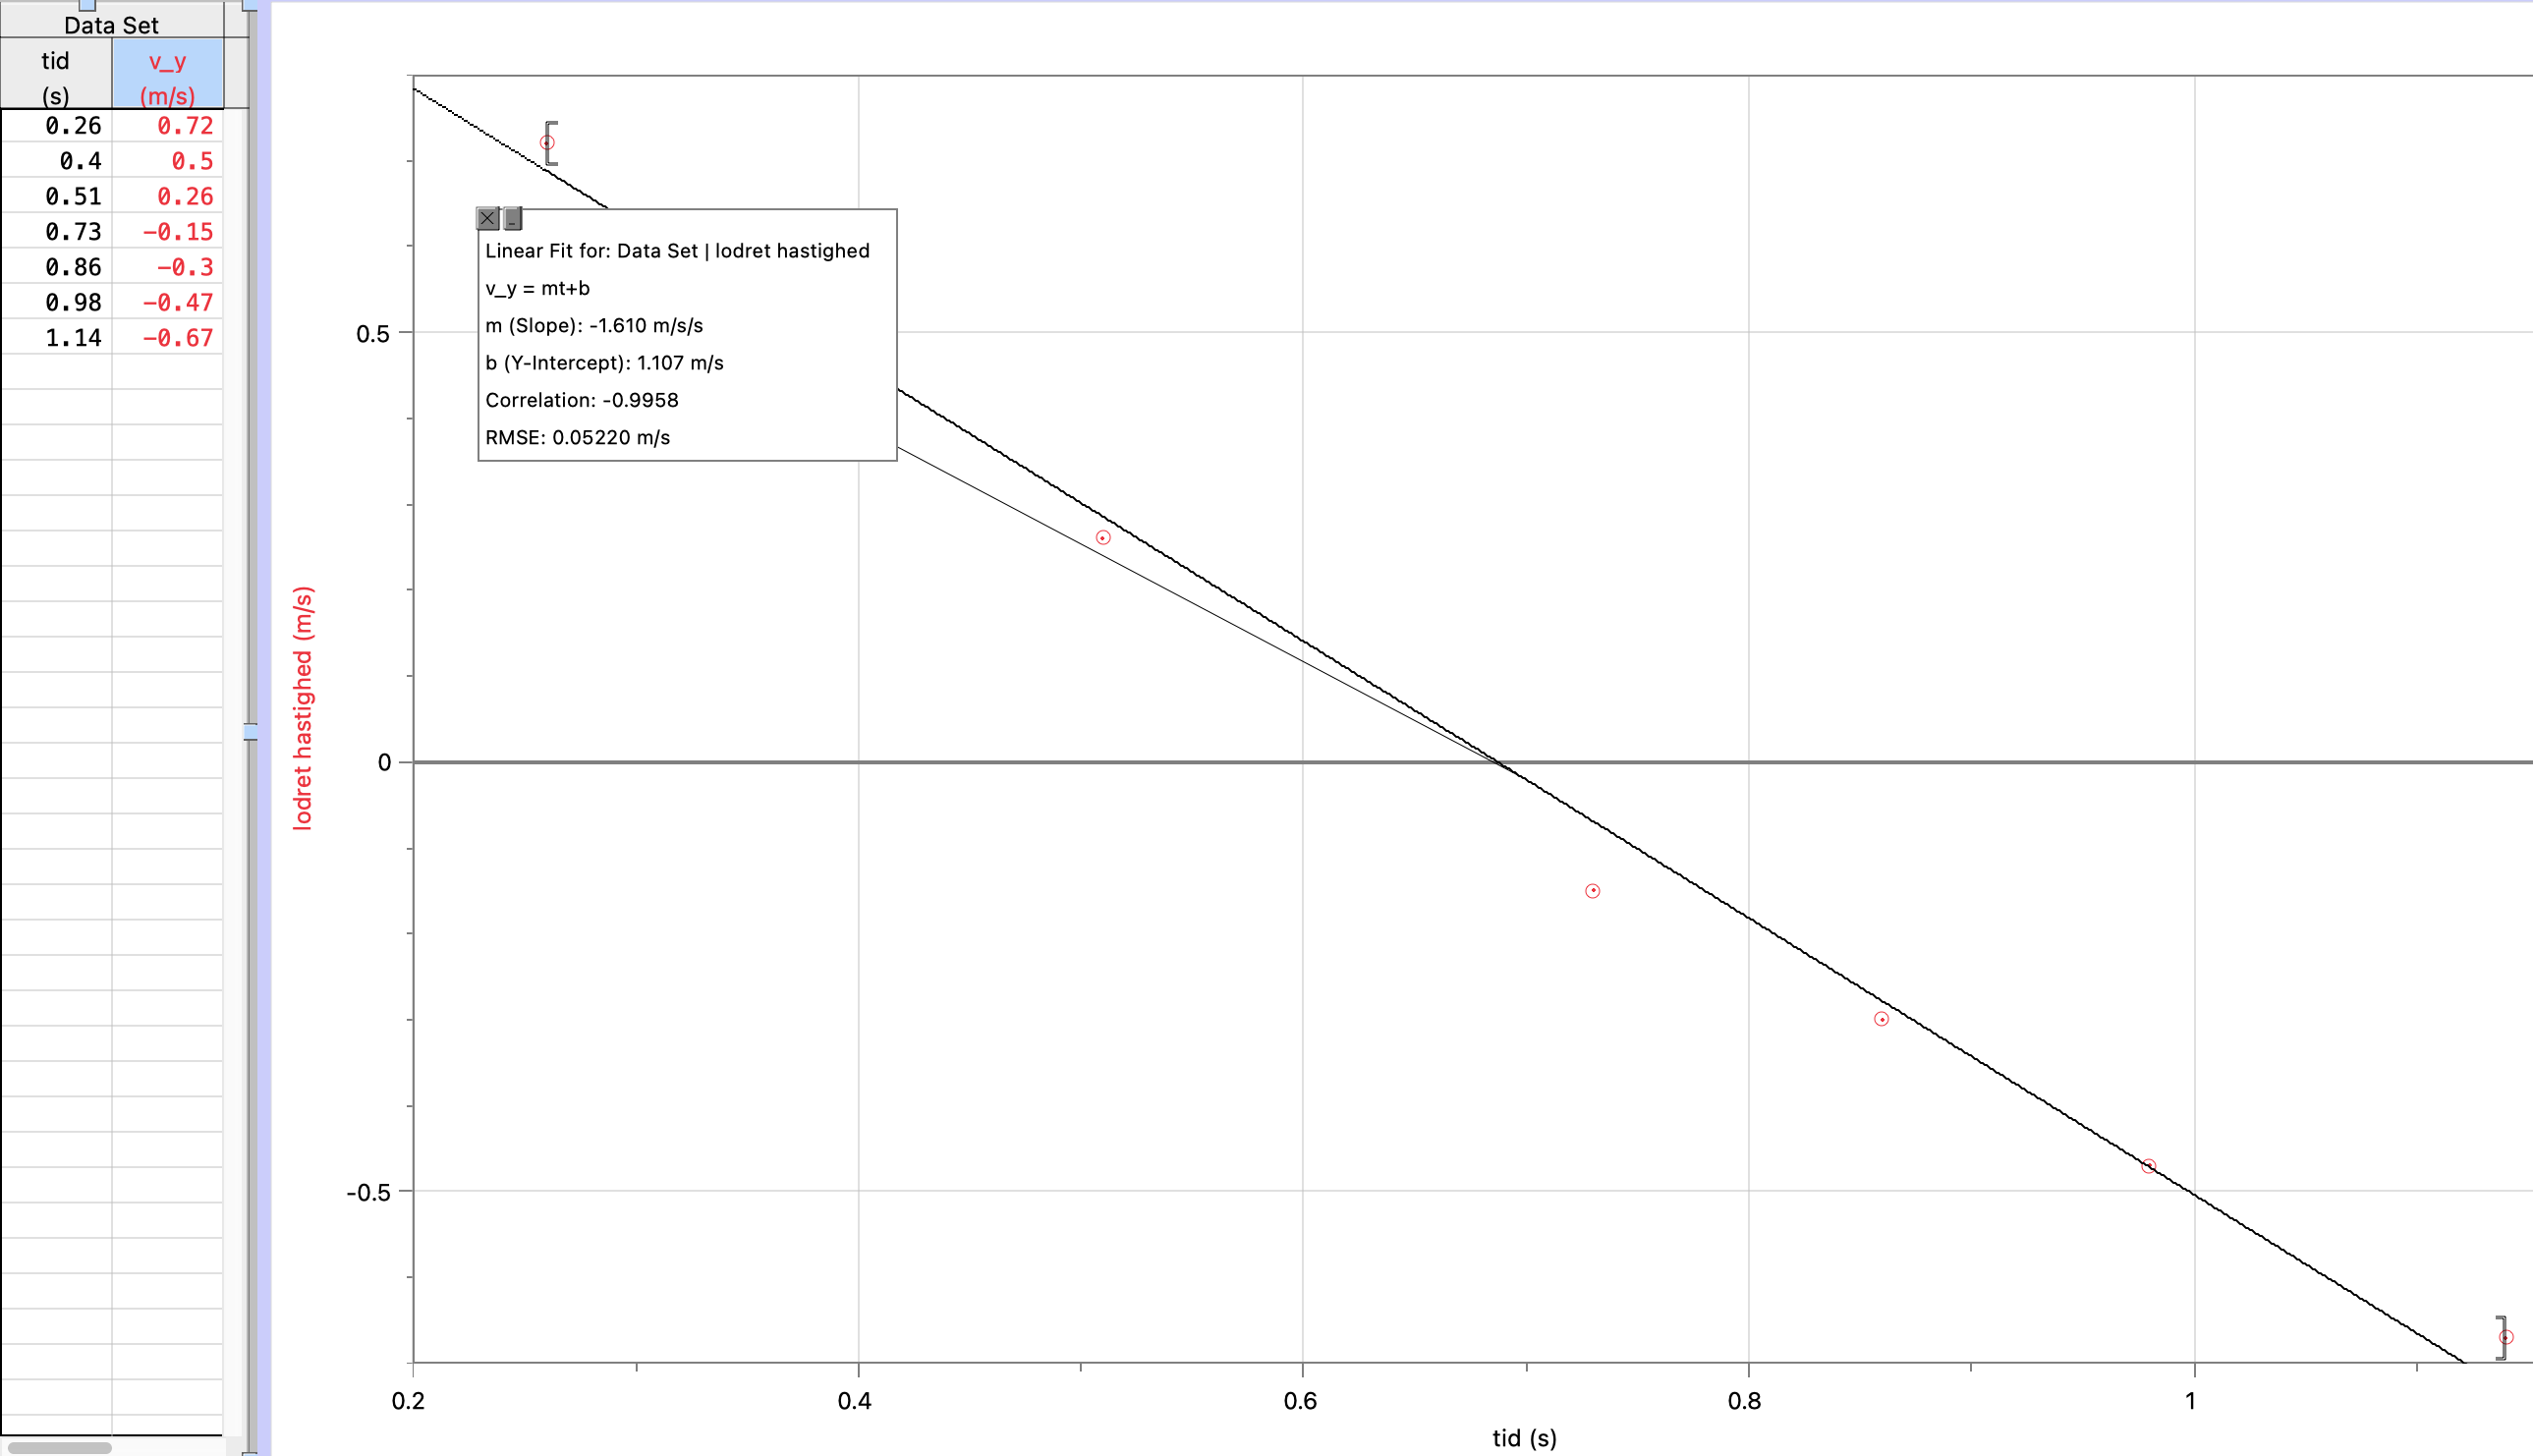 Data Set
tid v_y
(s) (m/s)
0.26 0.72
0.4 0.5
0.51 0.26
0.73 -0.15
0.86 -0.3
0.98 -0.47
1.14 -0.67
Linear Fit for: Data Set | lodret hastighed
v_y = mt+b
m (Slope): -1.610 m/s/s
b (Y-Intercept): 1.107 m/s
Correlation: -0.9958
RMSE: 0.05220 m/s
lodret hastighed (m/s)
0.5
0
-0.5
0.2 0.4 0.6 0.8 1
tid (s)